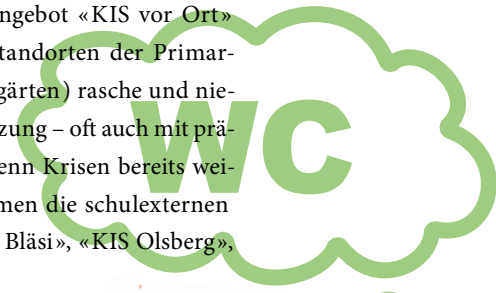 ngebot «KIS vor Ort»
tandorten der Primar-
gärten) rasche und nie-
zung – oft auch mit prä-
enn Krisen bereits wei-
men die schulexternen
Bläsi», «KIS Olsberg»,
WC